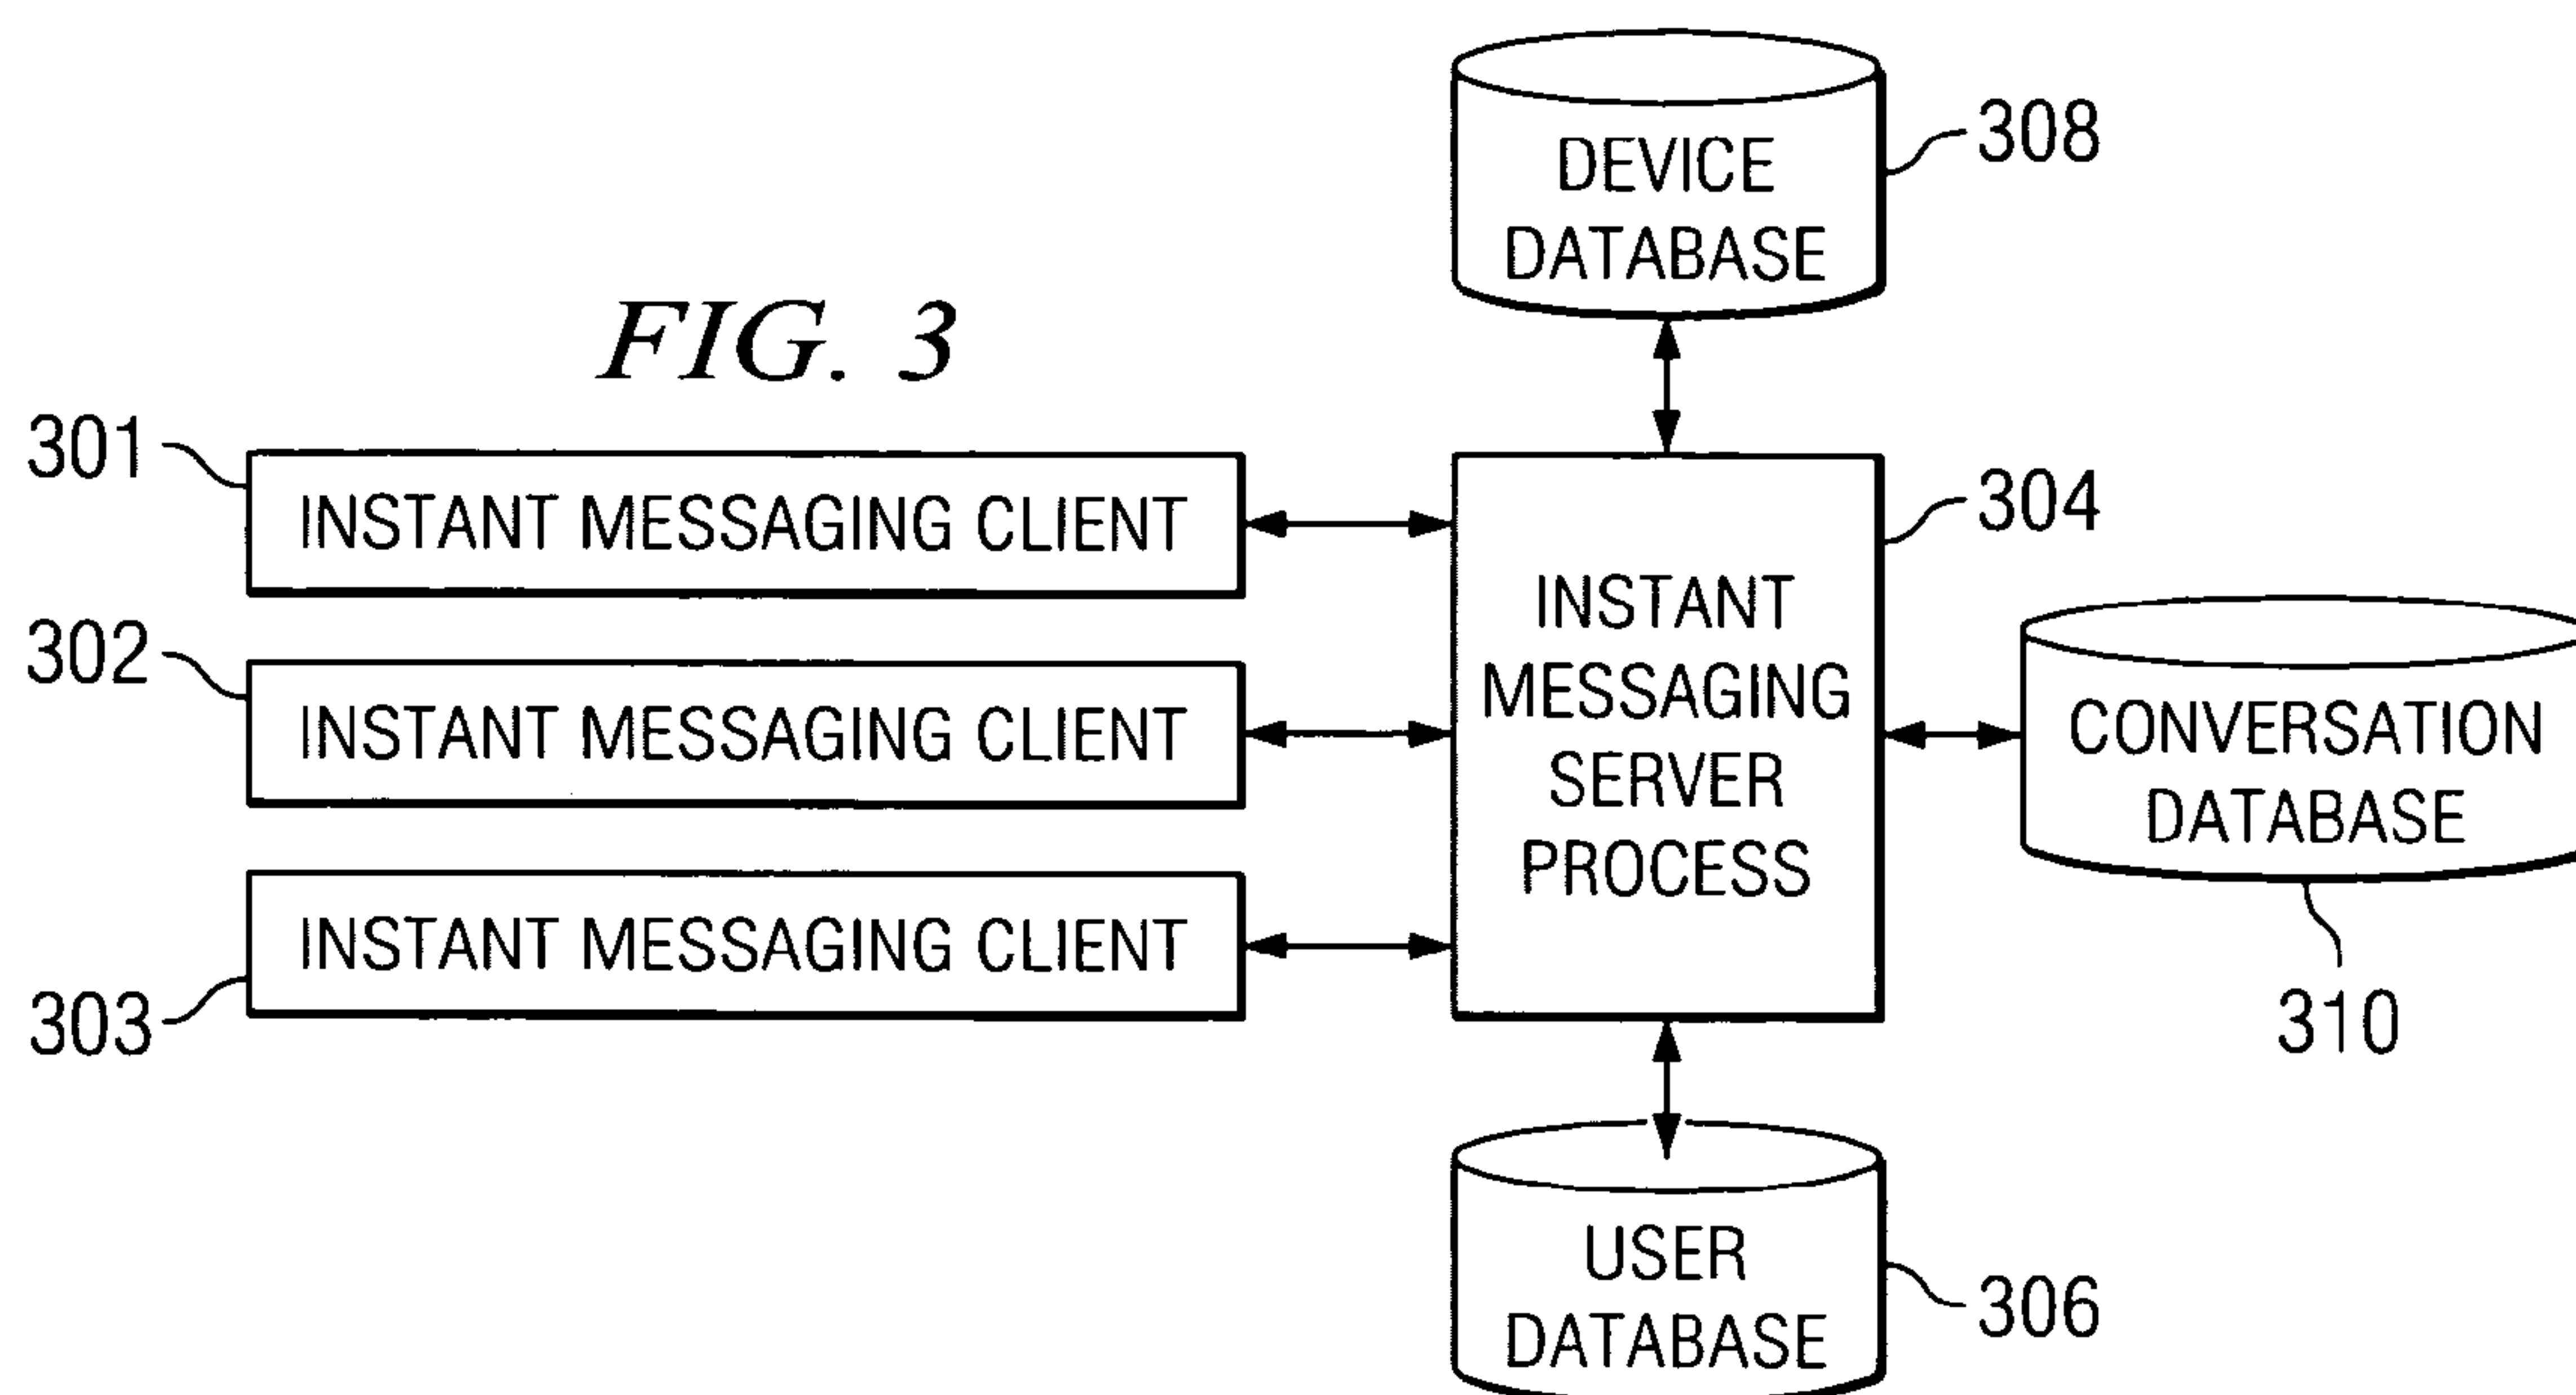 308
DEVICE
DATABASE
FIG. 3
301
INSTANT MESSAGING CLIENT
304
302
INSTANT MESSAGING CLIENT
INSTANT
MESSAGING
SERVER
PROCESS
CONVERSATION
DATABASE
303
INSTANT MESSAGING CLIENT
310
USER
DATABASE
306